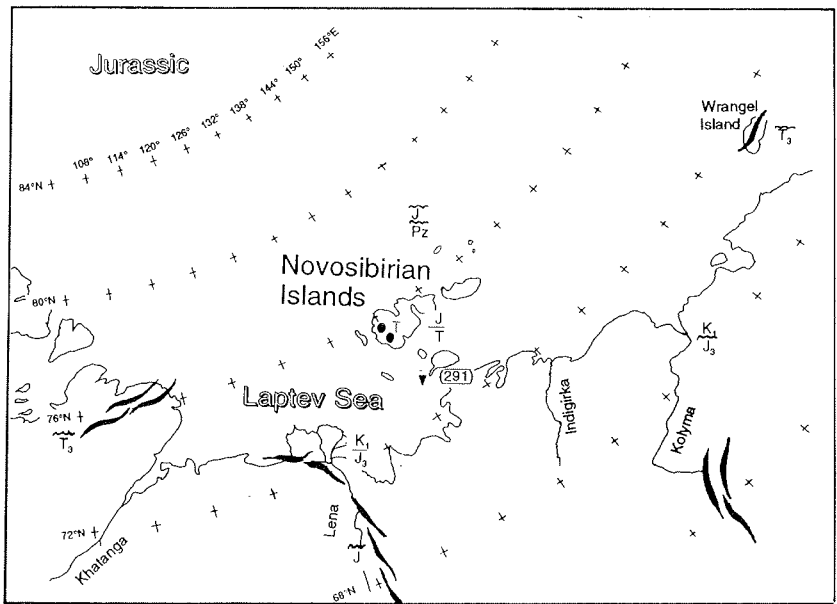 Jurassic
156°E
150°
144°
138°
132°
126°
120°
114°
108°
84°N
Wrangel
Island
T₃
J
Pz
Novosibirian
Islands
80°N
T
J
T
K₁
J₃
(291)
Laptev Sea
76°N
T₃
Indigirka
Kolyma
K₁
J₃
Lena
72°N
J
Khatanga
68°N